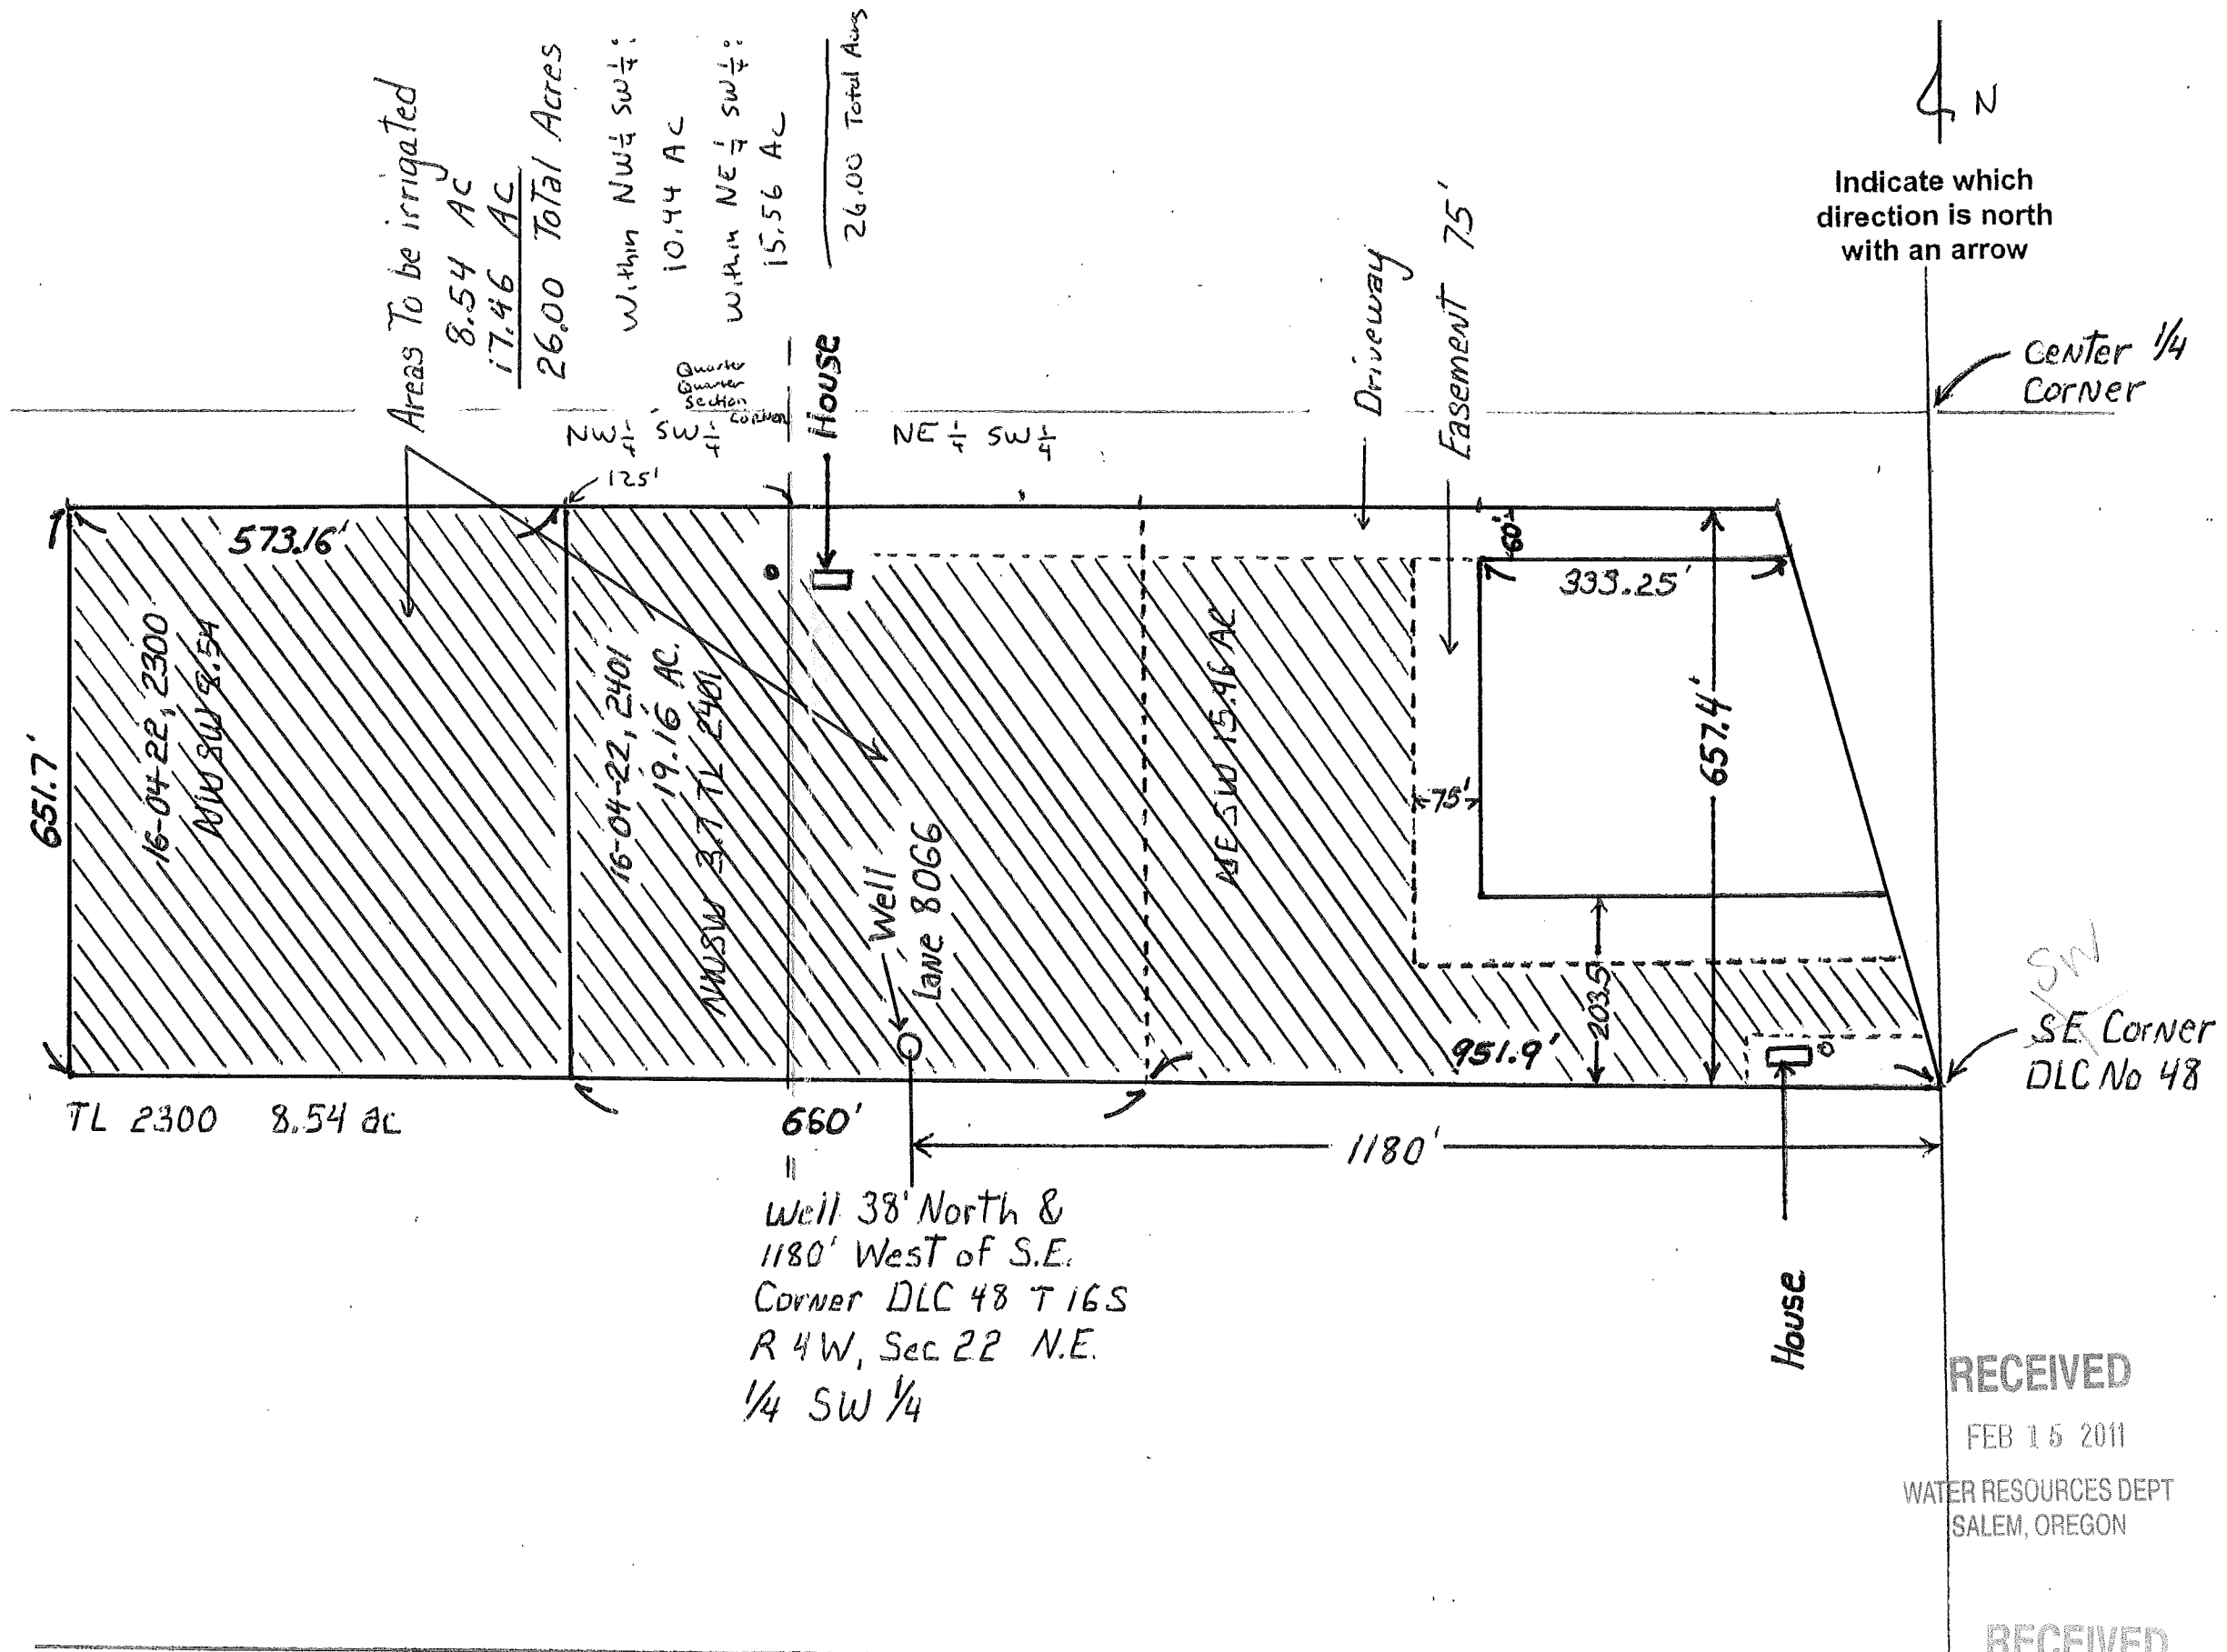 Areas To be irrigated
8.54 AC
17.46 AC
26.00 ToTal Acres
Within NW¼ SW¼:
10.44 AC
Within NE¼ SW¼:
15.56 AC
26.00 Total Acres
N
Indicate which
direction is north
with an arrow
CENTer 1/4
CorNer
Driveway
Easement 75'
House
Quarter
Quarter
Section
Corner
NW¼ SW¼
NE¼ SW¼
125'
573.16'
60'
333.25'
651.7'
16-04-22, 2300
NWSW 8.54
16-04-22, 2401
19.16 AC.
NWSW 3.7 TL 2401
NESW 15.46 AC
657.4'
75'
Well
Lane 8066
203.5
951.9'
SW
S.E. Corner
DLC No 48
TL 2300 8.54 ac
660'
1180'
Well 38' North &
1180' West of S.E.
Corner DLC 48 T 16S
R 4W, Sec 22 N.E.
1/4 SW 1/4
House
RECEIVED
FEB 15 2011
WATER RESOURCES DEPT
SALEM, OREGON
RECEIVED